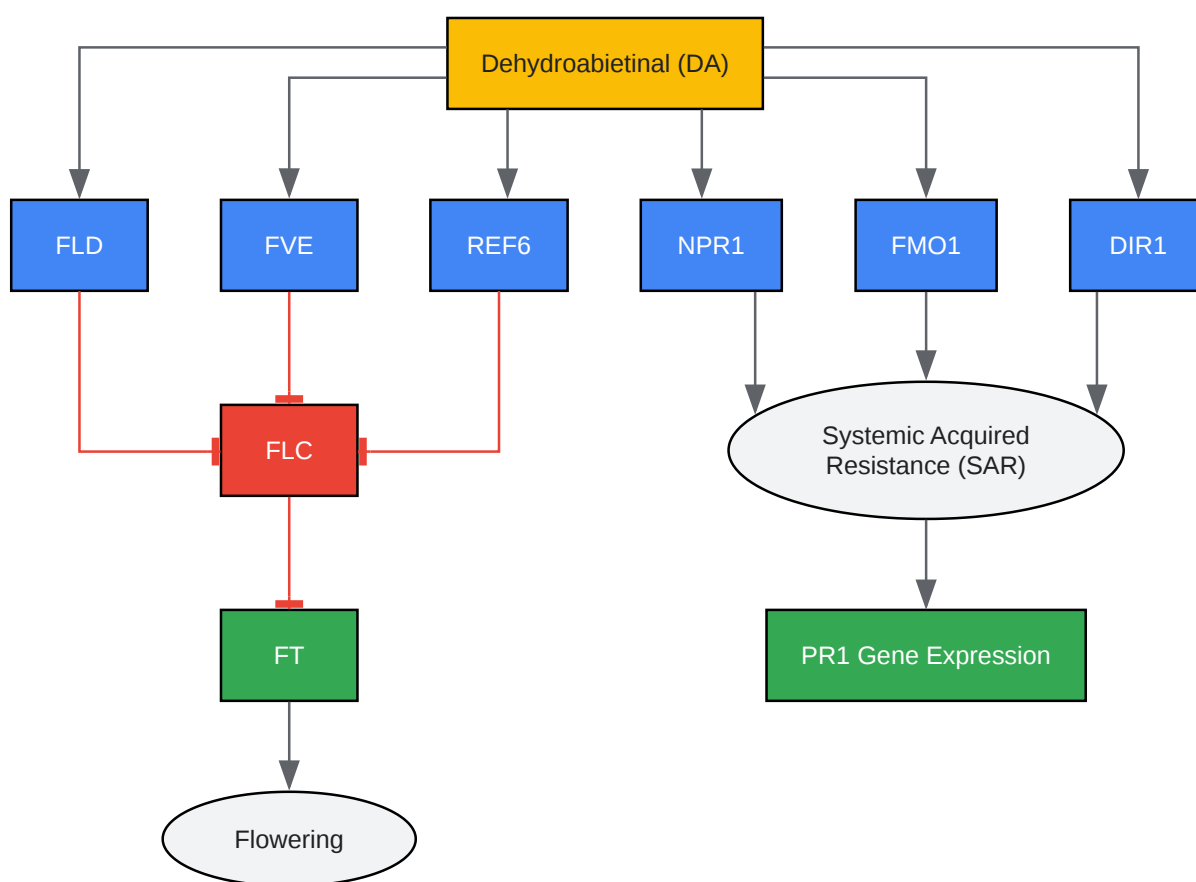 Dehydroabietinal (DA)
FLD
FVE
REF6
NPR1
FMO1
DIR1
FLC
Systemic Acquired
Resistance (SAR)
FT
PR1 Gene Expression
Flowering